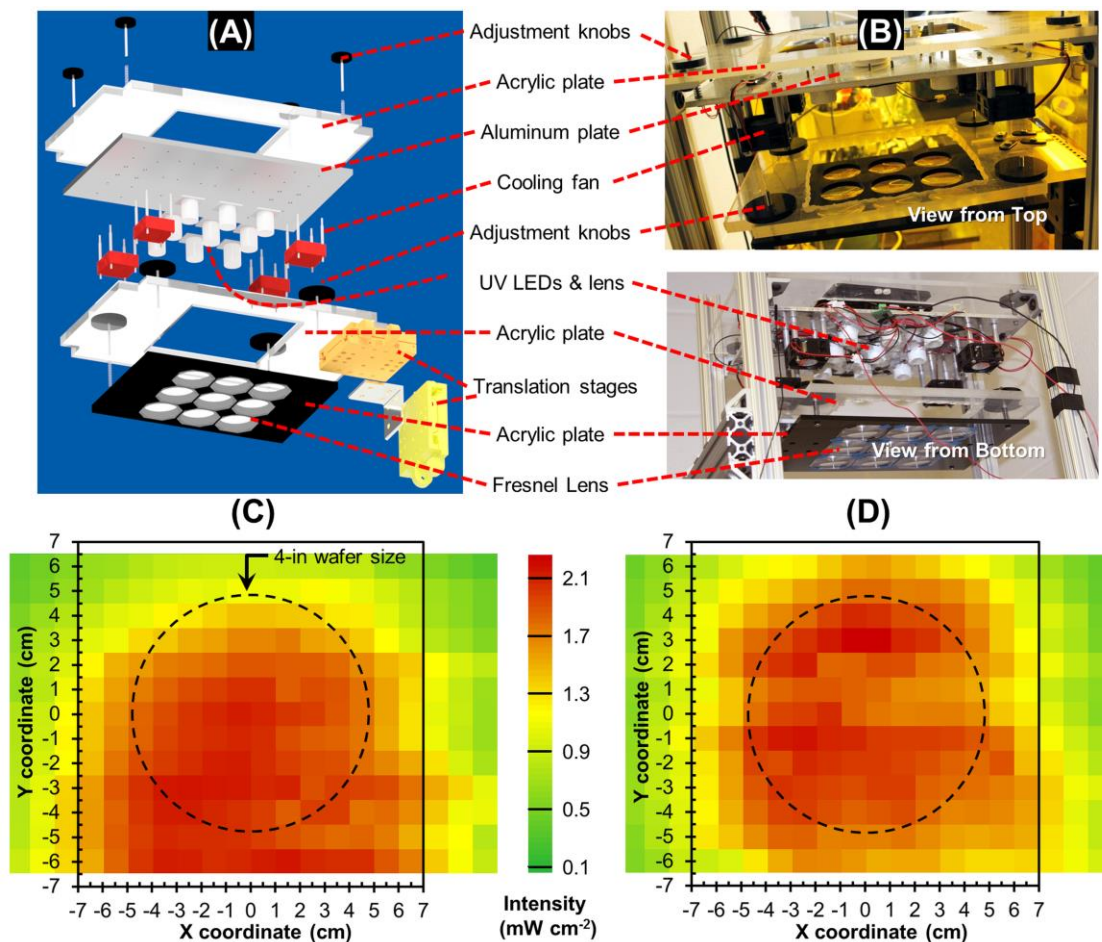 (A)
(B)
Adjustment knobs
Acrylic plate
Aluminum plate
Cooling fan
Adjustment knobs
View from Top
UV LEDs & lens
Acrylic plate
Translation stages
Acrylic plate
View from Bottom
Fresnel Lens
(C)
(D)
7
6
5
4
3
2
1
0
-1
-2
-3
-4
-5
-6
-7
Y coordinate (cm)
4-in wafer size
-7 -6 -5 -4 -3 -2 -1 0 1 2 3 4 5 6 7
X coordinate (cm)
2.1
1.7
1.3
0.9
0.5
0.1
Intensity
(mW cm-2)
7
6
5
4
3
2
1
0
-1
-2
-3
-4
-5
-6
-7
Y coordinate (cm)
-7 -6 -5 -4 -3 -2 -1 0 1 2 3 4 5 6 7
X coordinate (cm)